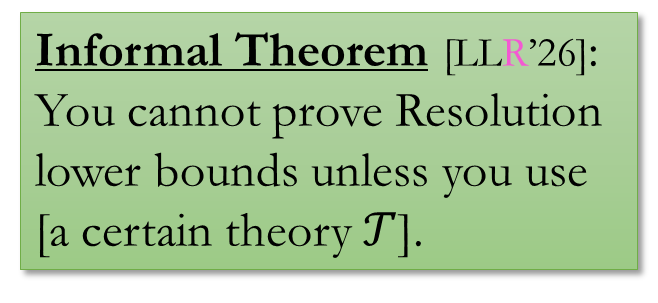 Informal Theorem [LLR’26]:
You cannot prove Resolution
lower bounds unless you use
[a certain theory 𝒯].